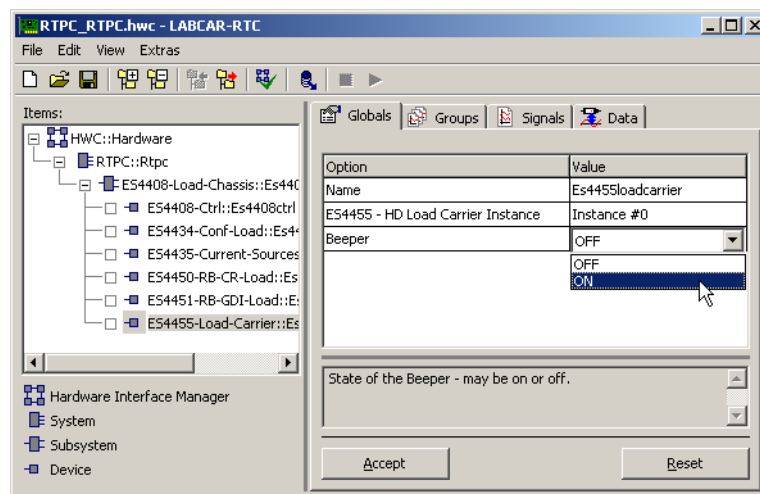 RTPC_RTPC.hwc - LABCAR-RTC
File Edit View Extras
Items:
HWC::Hardware
RTPC::Rtpc
ES4408-Load-Chassis::Es440
ES4408-Ctrl::Es4408ctrl
ES4434-Conf-Load::Es4
ES4435-Current-Sources
ES4450-RB-CR-Load::Es
ES4451-RB-GDI-Load::E
ES4455-Load-Carrier::Es
Hardware Interface Manager
System
Subsystem
Device
Globals Groups Signals Data
Option Value
Name Es4455loadcarrier
ES4455 - HD Load Carrier Instance Instance #0
Beeper OFF
OFF
ON
State of the Beeper - may be on or off.
Accept Reset